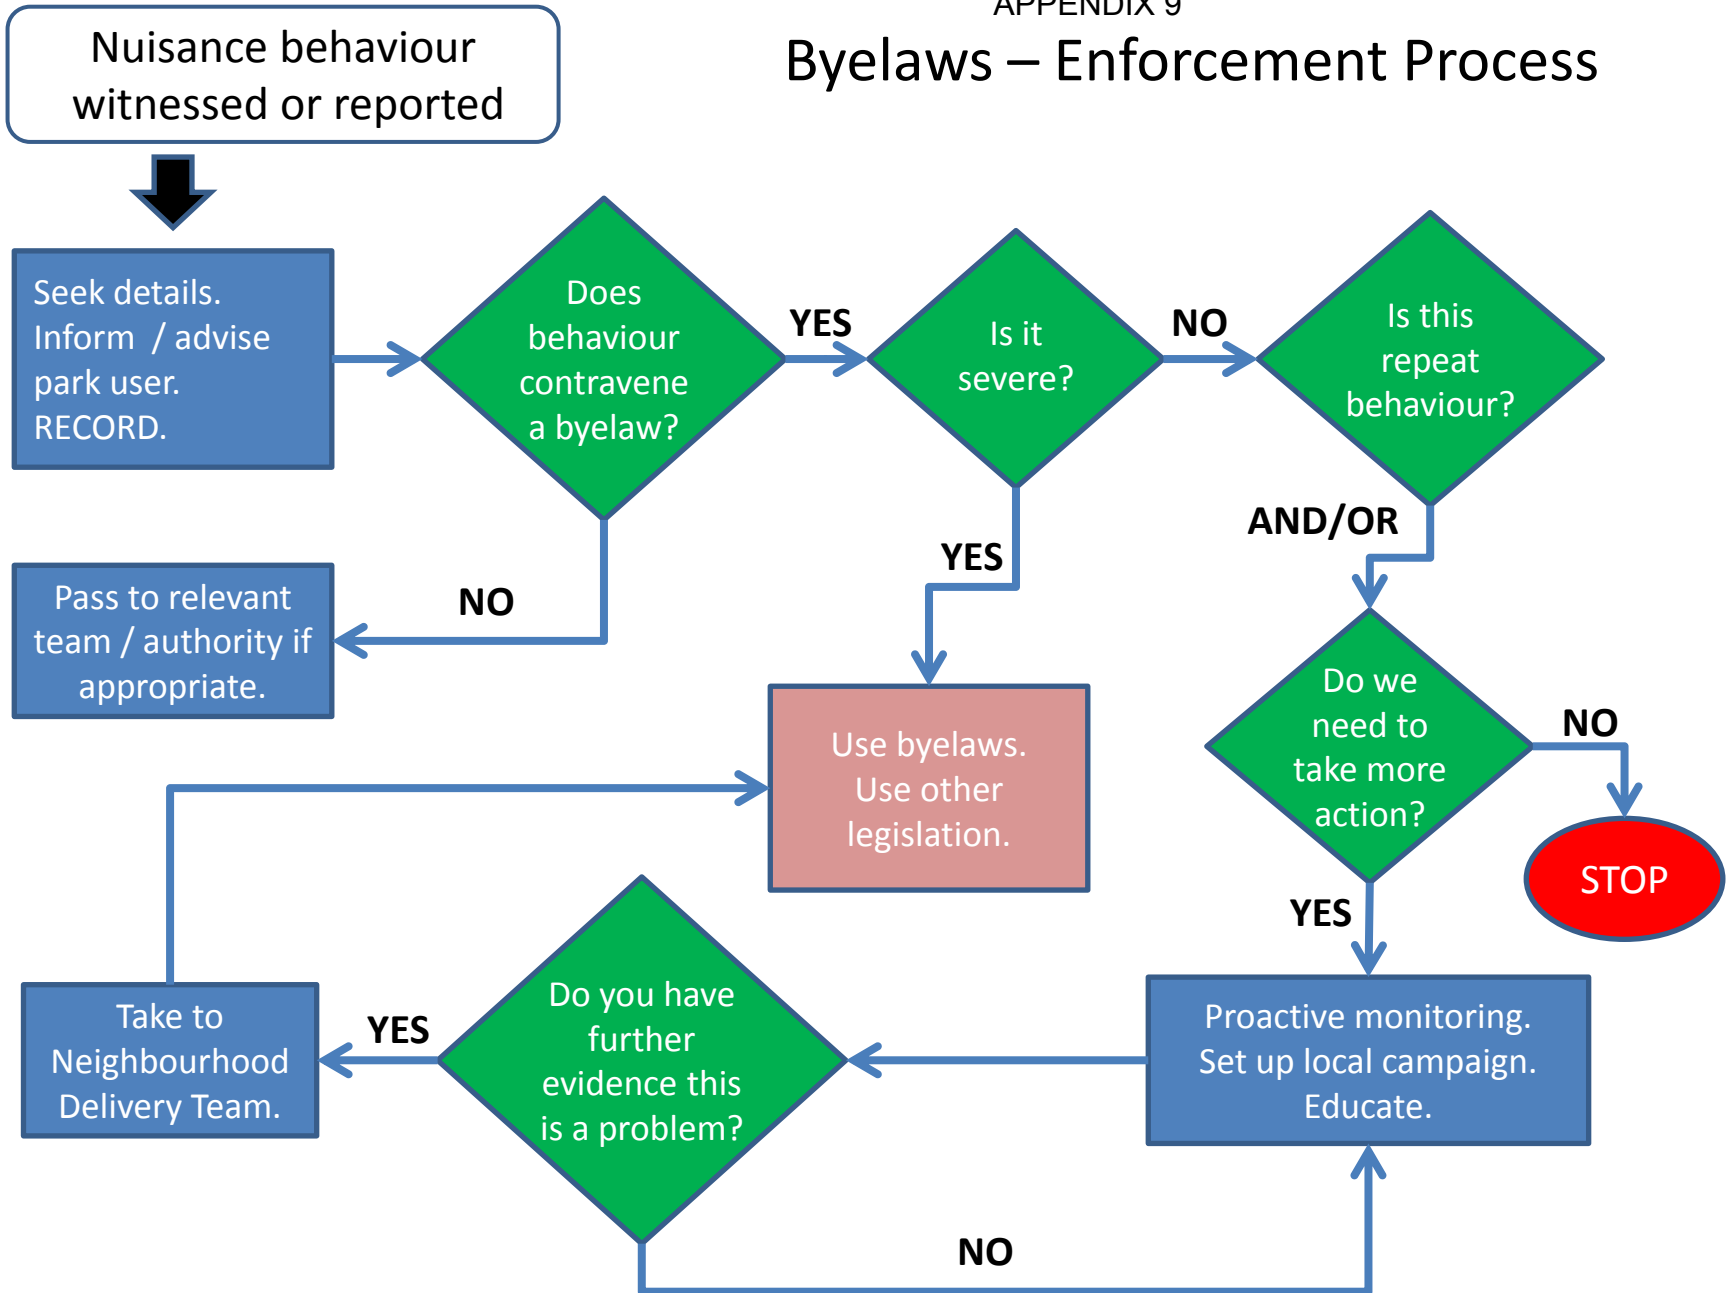 APPENDIX 9
Byelaws – Enforcement Process
Nuisance behaviour
witnessed or reported
Seek details.
Inform / advise
park user.
RECORD.
Does
behaviour
contravene
a byelaw?
YES
Is it
severe?
NO
Is this
repeat
behaviour?
AND/OR
YES
NO
Pass to relevant
team / authority if
appropriate.
Use byelaws.
Use other
legislation.
Do we
need to
take more
action?
NO
STOP
YES
Proactive monitoring.
Set up local campaign.
Educate.
Do you have
further
evidence this
is a problem?
YES
Take to
Neighbourhood
Delivery Team.
NO